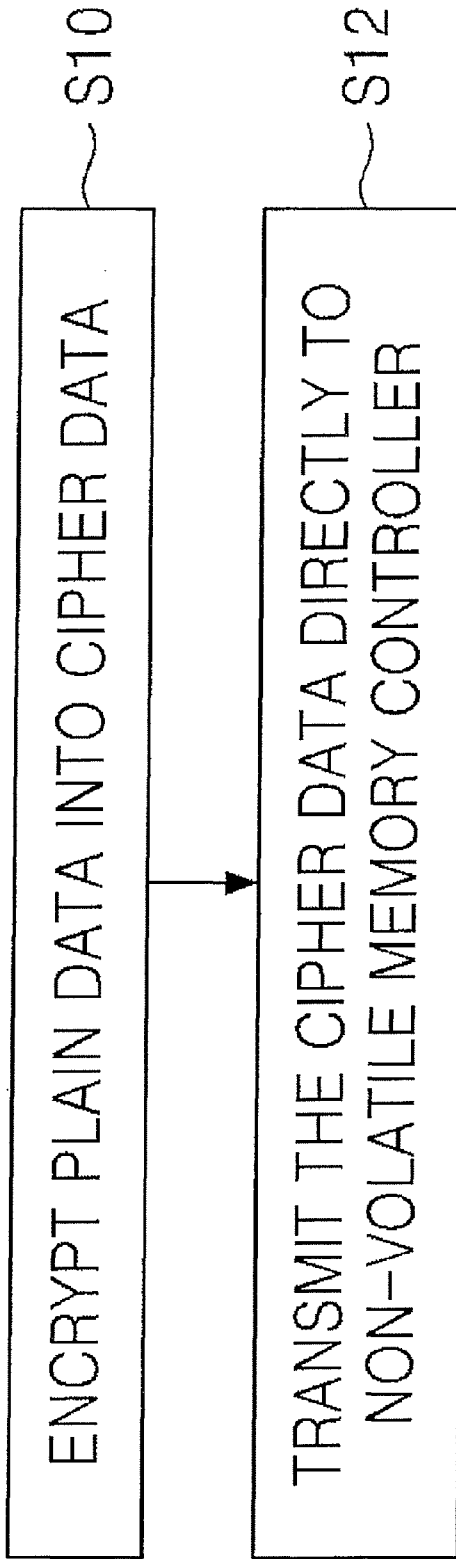 ENCRYPT PLAIN DATA INTO CIPHER DATA
S10
TRANSMIT THE CIPHER DATA DIRECTLY TO
NON-VOLATILE MEMORY CONTROLLER
S12